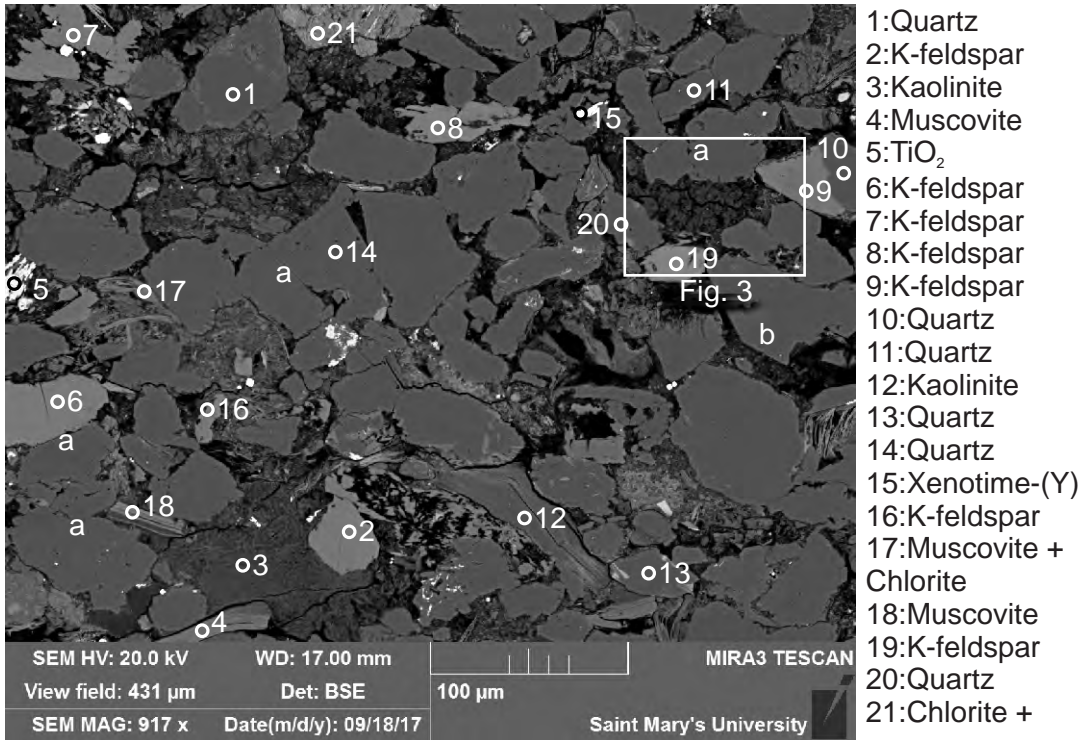 7
21
1
8
15
11
a
10
9
20
19
Fig. 3
14
a
5
17
b
6
a
16
18
a
3
2
12
13
4
SEM HV: 20.0 kV WD: 17.00 mm MIRA3 TESCAN
View field: 431 µm Det: BSE 100 µm
SEM MAG: 917 x Date(m/d/y): 09/18/17 Saint Mary's University
1:Quartz
2:K-feldspar
3:Kaolinite
4:Muscovite
5:TiO₂
6:K-feldspar
7:K-feldspar
8:K-feldspar
9:K-feldspar
10:Quartz
11:Quartz
12:Kaolinite
13:Quartz
14:Quartz
15:Xenotime-(Y)
16:K-feldspar
17:Muscovite +
Chlorite
18:Muscovite
19:K-feldspar
20:Quartz
21:Chlorite +